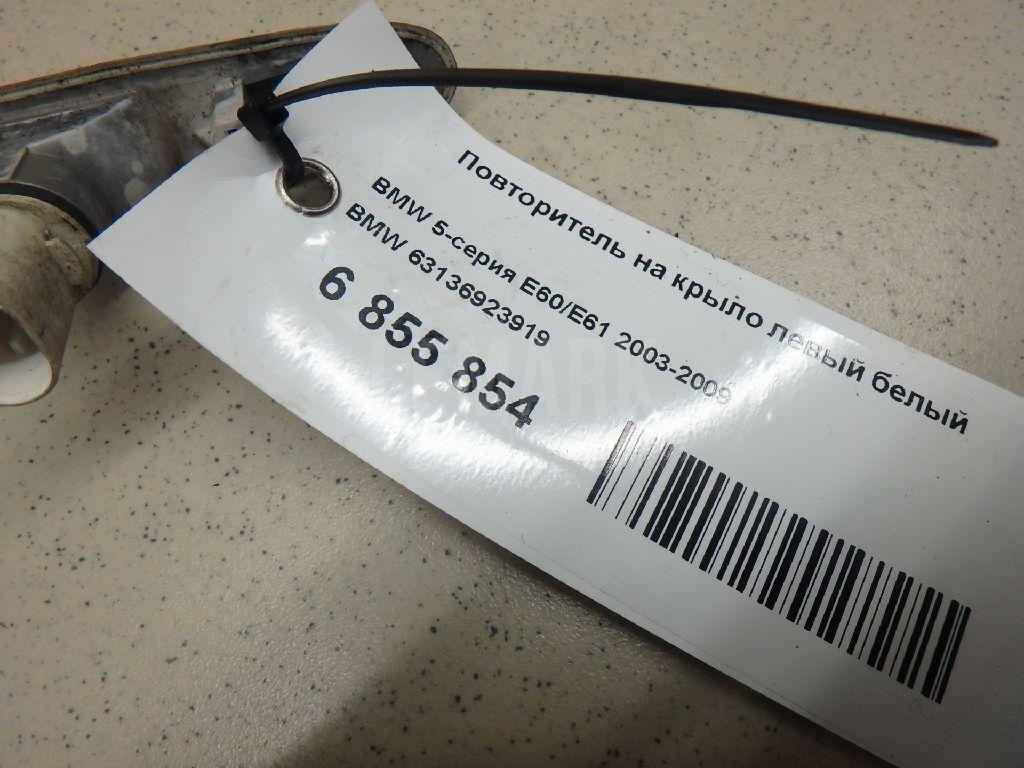 Повторитель на крыло левый белый
BMW 5-серия E60/E61 2003-2009
BMW 63136923919
6 855 854